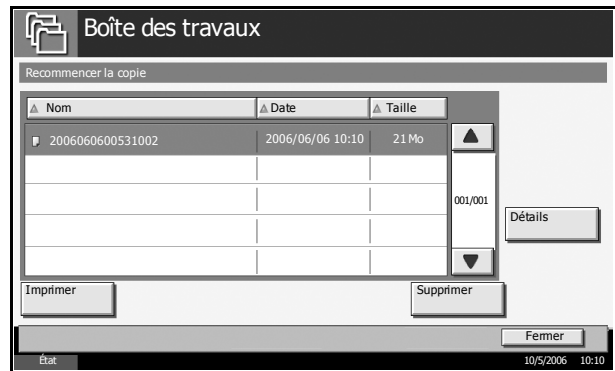 Boîte des travaux
Recommencer la copie
Nom Date Taille
2006060600531002 2006/06/06 10:10 21 Mo
001/001
Détails
Imprimer Supprimer
Fermer
État 10/5/2006 10:10